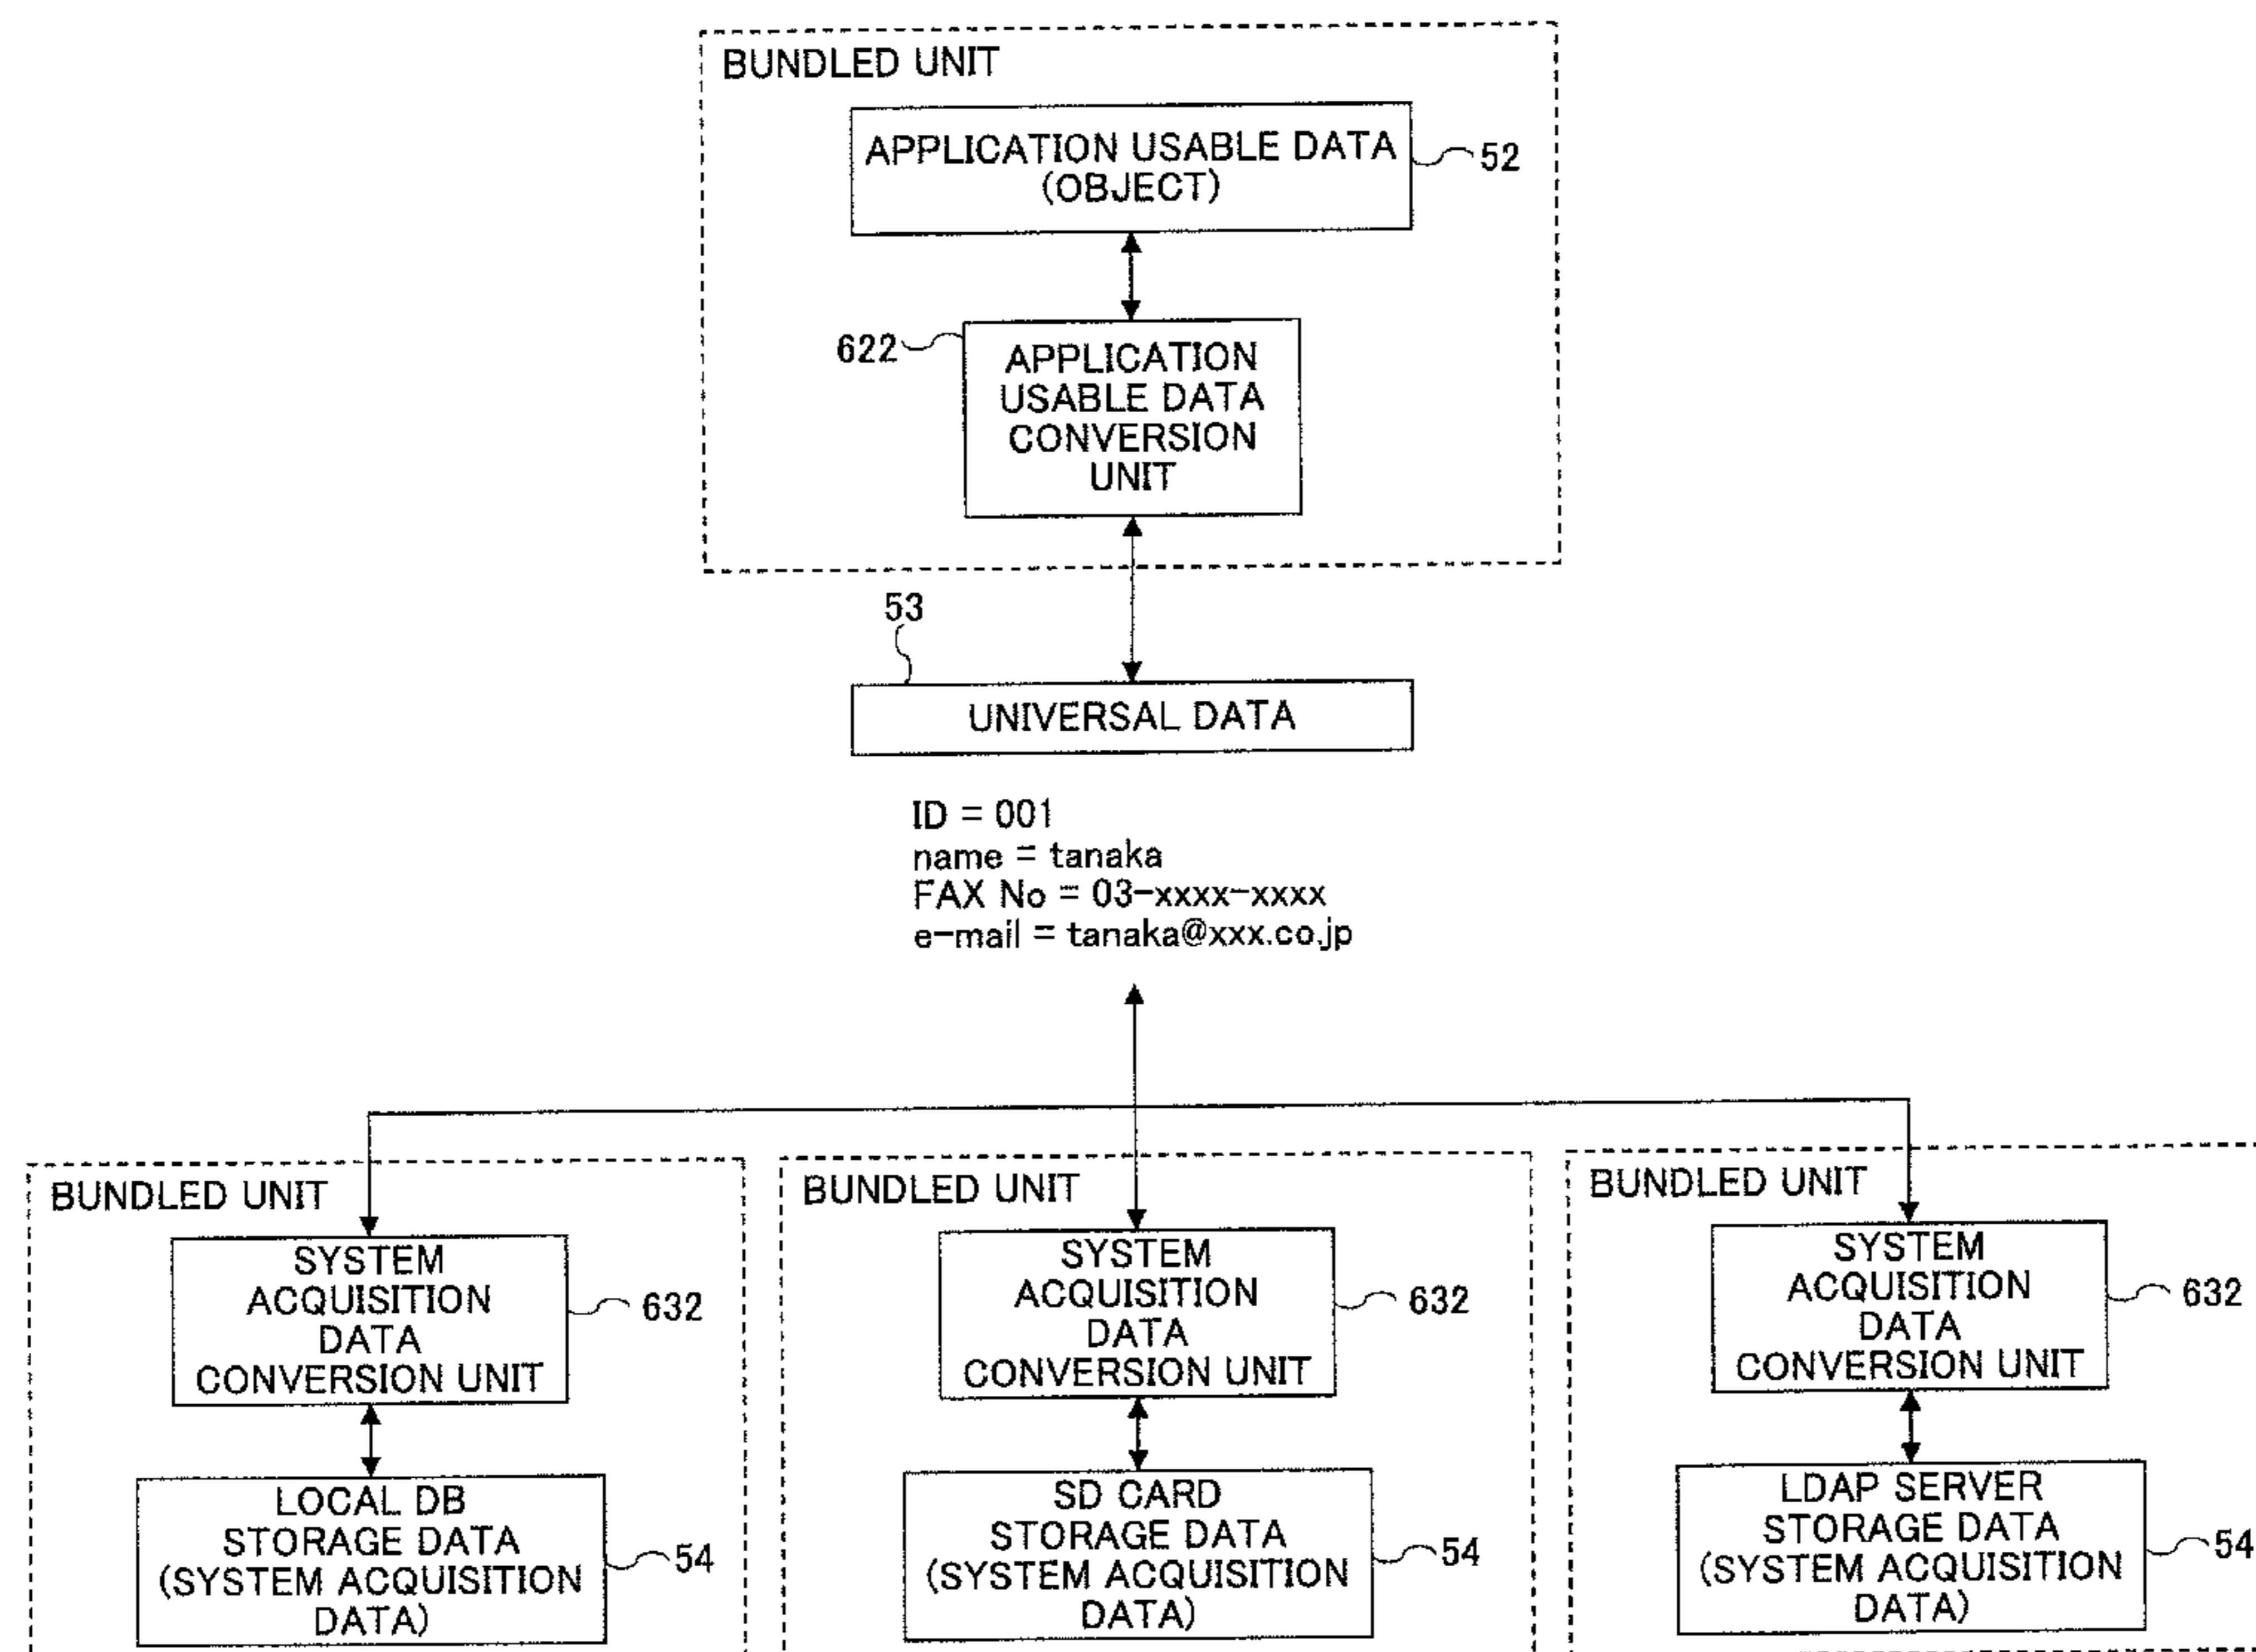 BUNDLED UNIT
APPLICATION USABLE DATA
(OBJECT)
52
622
APPLICATION
USABLE DATA
CONVERSION
UNIT
53
UNIVERSAL DATA
ID = 001
name = tanaka
FAX No = 03-xxxx-xxxx
e-mail = tanaka@xxx.co.jp
BUNDLED UNIT
SYSTEM
ACQUISITION
DATA
CONVERSION UNIT
632
LOCAL DB
STORAGE DATA
(SYSTEM ACQUISITION
DATA)
54
BUNDLED UNIT
SYSTEM
ACQUISITION
DATA
CONVERSION UNIT
632
SD CARD
STORAGE DATA
(SYSTEM ACQUISITION
DATA)
54
BUNDLED UNIT
SYSTEM
ACQUISITION
DATA
CONVERSION UNIT
632
LDAP SERVER
STORAGE DATA
(SYSTEM ACQUISITION
DATA)
54